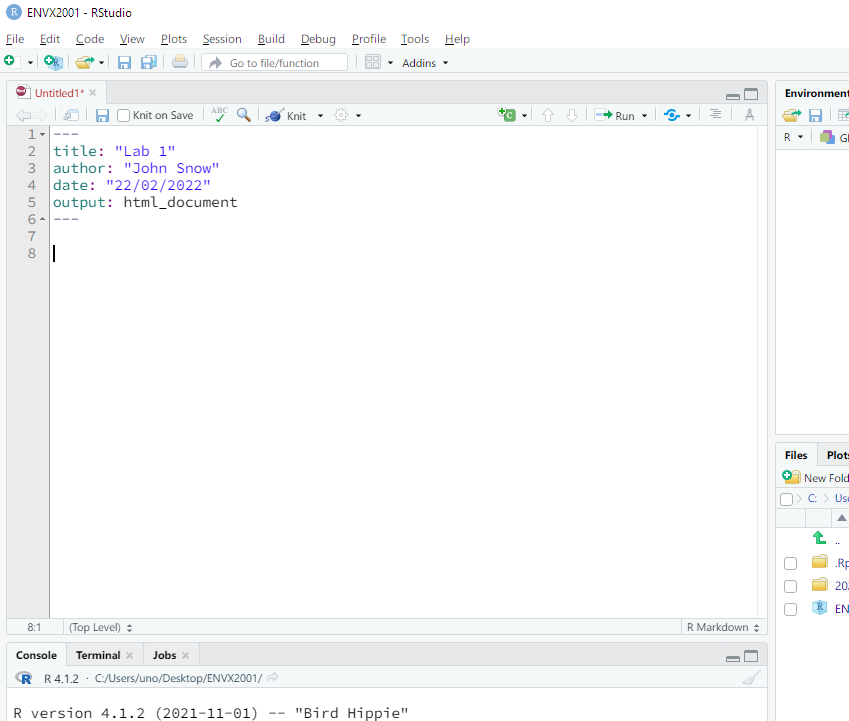 R ENVX2001 - RStudio
File Edit Code View Plots Session Build Debug Profile Tools Help
Go to file/function Addins
Untitled1*
Knit on Save ABC Knit Run
1 ---
2 title: "Lab 1"
3 author: "John Snow"
4 date: "22/02/2022"
5 output: html_document
6 ---
7
8
8:1 (Top Level) R Markdown
Console Terminal Jobs
R R 4.1.2 · C:/Users/uno/Desktop/ENVX2001/
R version 4.1.2 (2021-11-01) -- "Bird Hippie"
Environment
R Gl
Files Plots
New Fold
C: Use
..
.Rp
20
EN